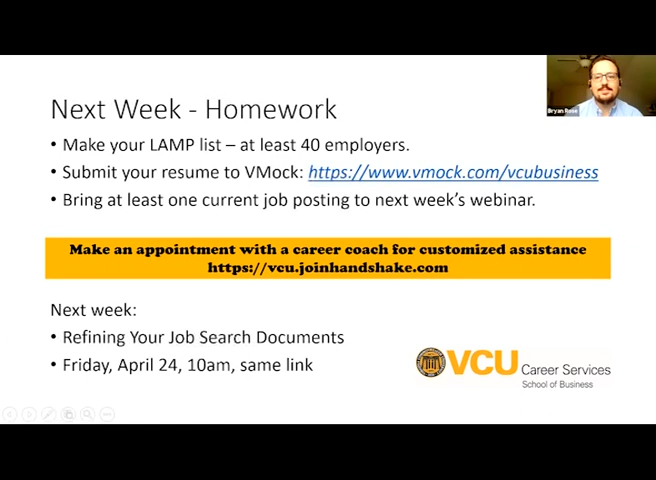 Next Week - Homework
• Make your LAMP list – at least 40 employers.
• Submit your resume to VMock: https://www.vmock.com/vcubusiness
• Bring at least one current job posting to next week's webinar.
Make an appointment with a career coach for customized assistance
https://vcu.joinhandshake.com
Next week:
• Refining Your Job Search Documents
• Friday, April 24, 10am, same link
VCU Career Services
School of Business
Bryan Rose